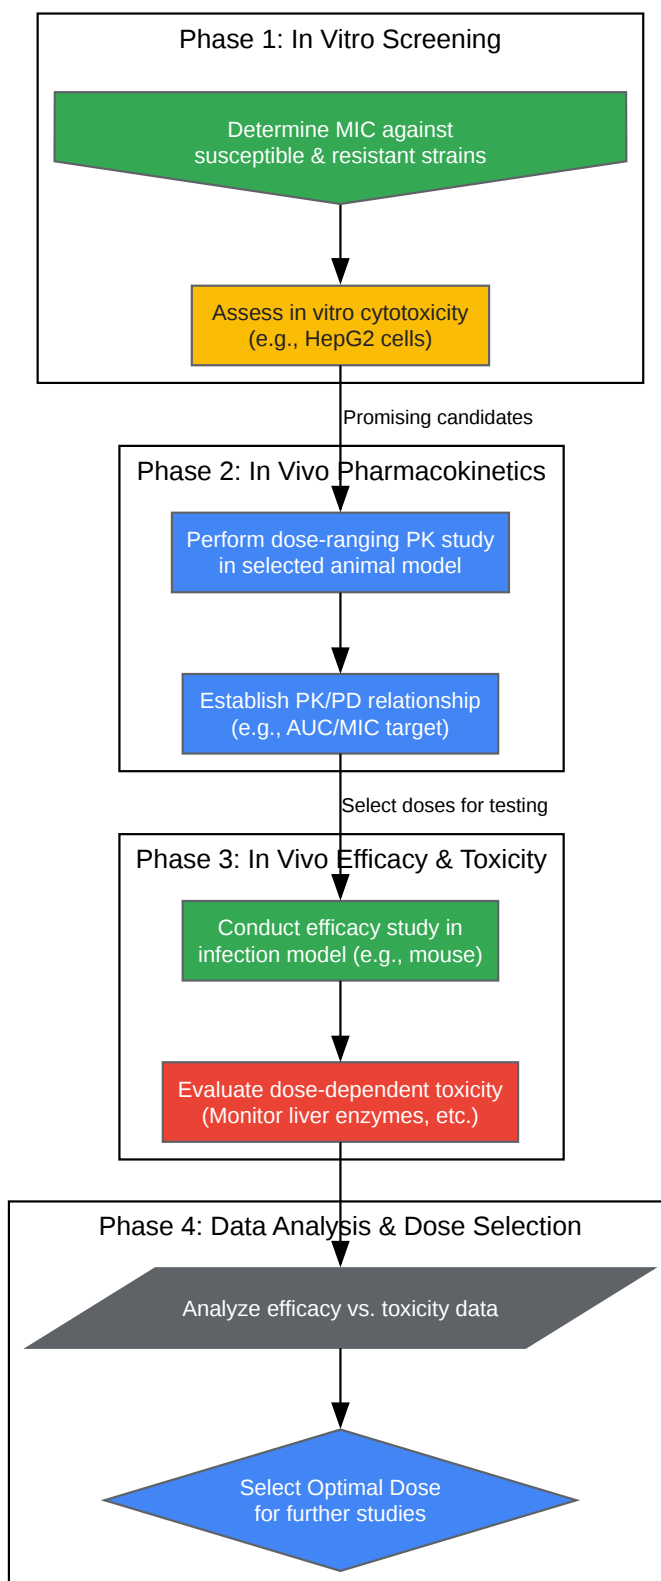 Phase 1: In Vitro Screening
Determine MIC against
susceptible & resistant strains
Assess in vitro cytotoxicity
(e.g., HepG2 cells)
Promising candidates
Phase 2: In Vivo Pharmacokinetics
Perform dose-ranging PK study
in selected animal model
Establish PK/PD relationship
(e.g., AUC/MIC target)
Select doses for testing
Phase 3: In Vivo Efficacy & Toxicity
Conduct efficacy study in
infection model (e.g., mouse)
Evaluate dose-dependent toxicity
(Monitor liver enzymes, etc.)
Phase 4: Data Analysis & Dose Selection
Analyze efficacy vs. toxicity data
Select Optimal Dose
for further studies